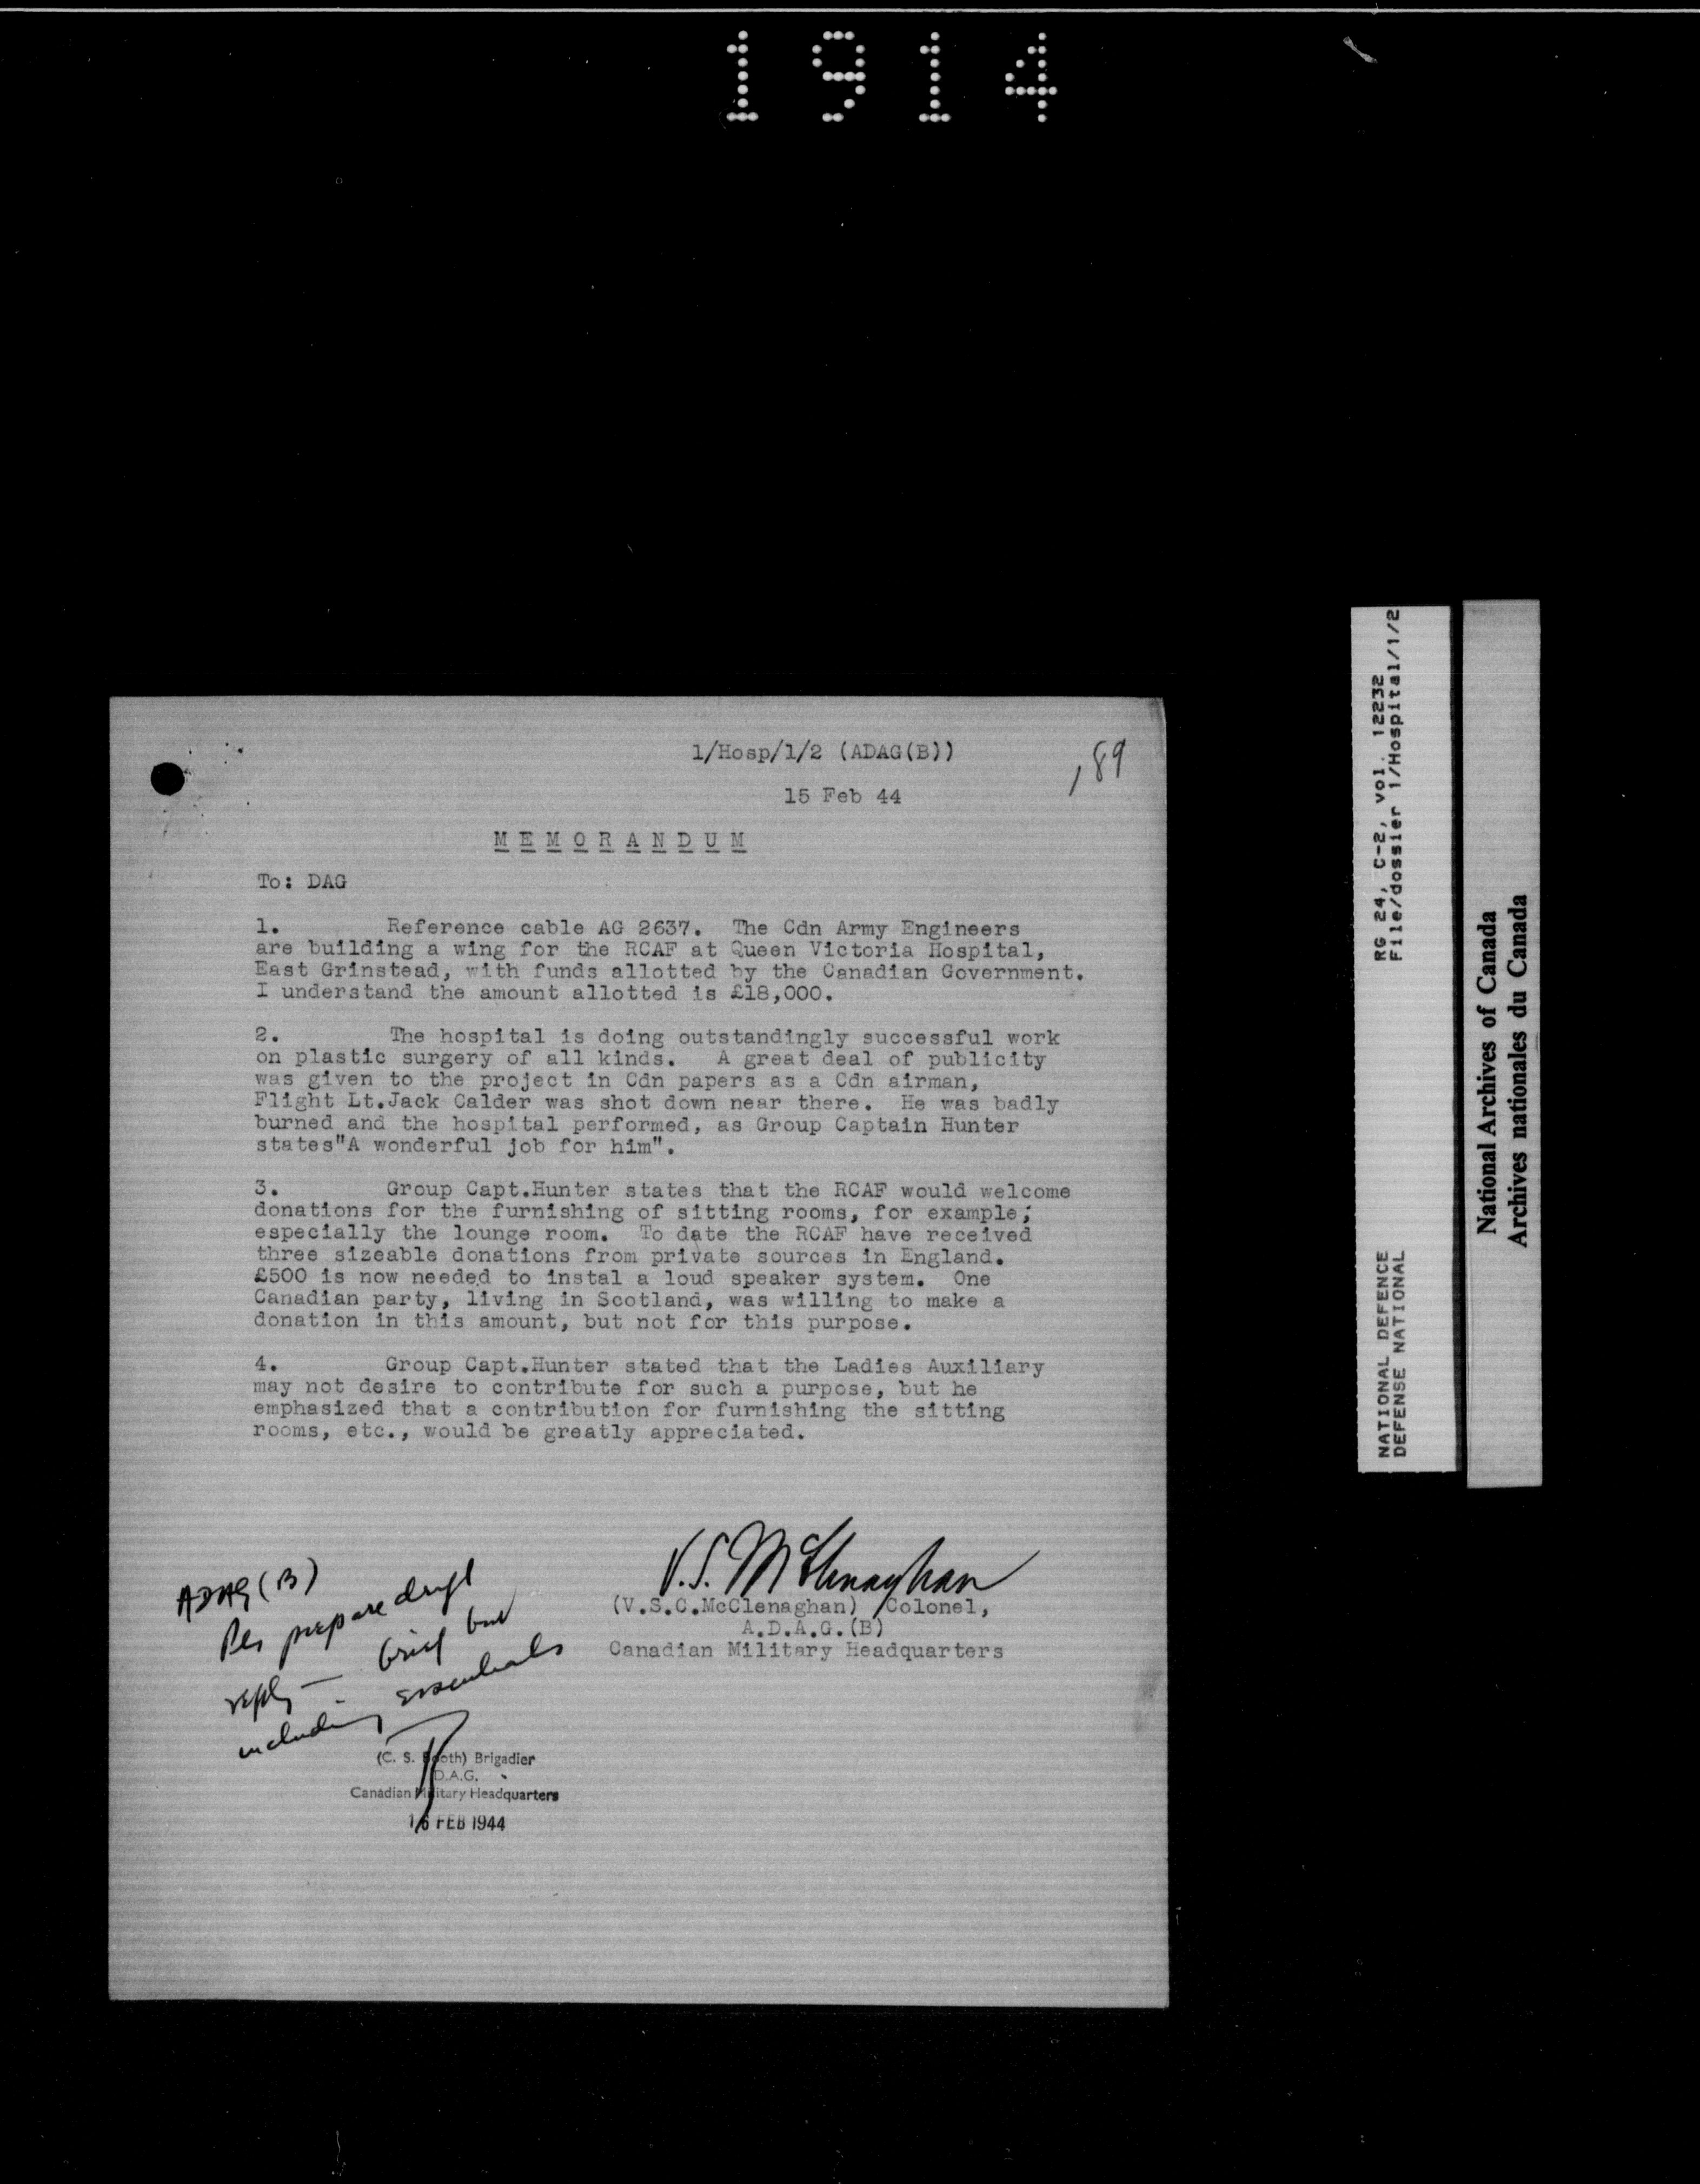 1914
1/Hosp/1/2 (ADAG(B))
189
15 Feb 44
MEMORANDUM
To: DAG
1. Reference cable AG 2637. The Cdn Army Engineers
are building a wing for the RCAF at Queen Victoria Hospital,
East Grinstead, with funds allotted by the Canadian Government.
I understand the amount allotted is £18,000.
2. The hospital is doing outstandingly successful work
on plastic surgery of all kinds. A great deal of publicity
was given to the project in Cdn papers as a Cdn airman,
Flight Lt.Jack Calder was shot down near there. He was badly
burned and the hospital performed, as Group Captain Hunter
states"A wonderful job for him".
3. Group Capt.Hunter states that the RCAF would welcome
donations for the furnishing of sitting rooms, for example;
especially the lounge room. To date the RCAF have received
three sizeable donations from private sources in England.
£500 is now needed to instal a loud speaker system. One
Canadian party, living in Scotland, was willing to make a
donation in this amount, but not for this purpose.
4. Group Capt.Hunter stated that the Ladies Auxiliary
may not desire to contribute for such a purpose, but he
emphasized that a contribution for furnishing the sitting
rooms, etc., would be greatly appreciated.
V.S. McClenaghan
(V.S.C.McClenaghan) Colonel,
A.D.A.G.(B)
Canadian Military Headquarters
ADAG (B)
Pls prepare draft
reply – brief but
including essentials
(C. S. Booth) Brigadier
D.A.G.
Canadian Military Headquarters
16 FEB 1944
RG 24, C-2, vol. 12232
File/dossier 1/Hospital/1/2
NATIONAL DEFENCE
DEFENSE NATIONAL
National Archives of Canada
Archives nationales du Canada